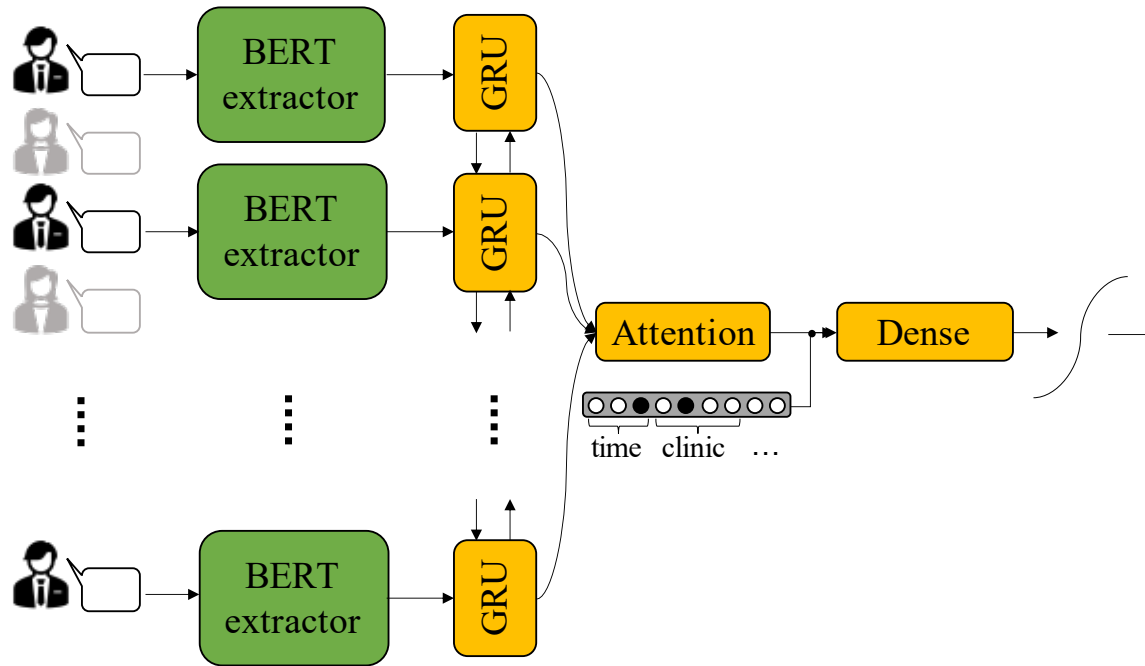 BERT
extractor
GRU
BERT
extractor
GRU
Attention
Dense
time
clinic
...
BERT
extractor
GRU